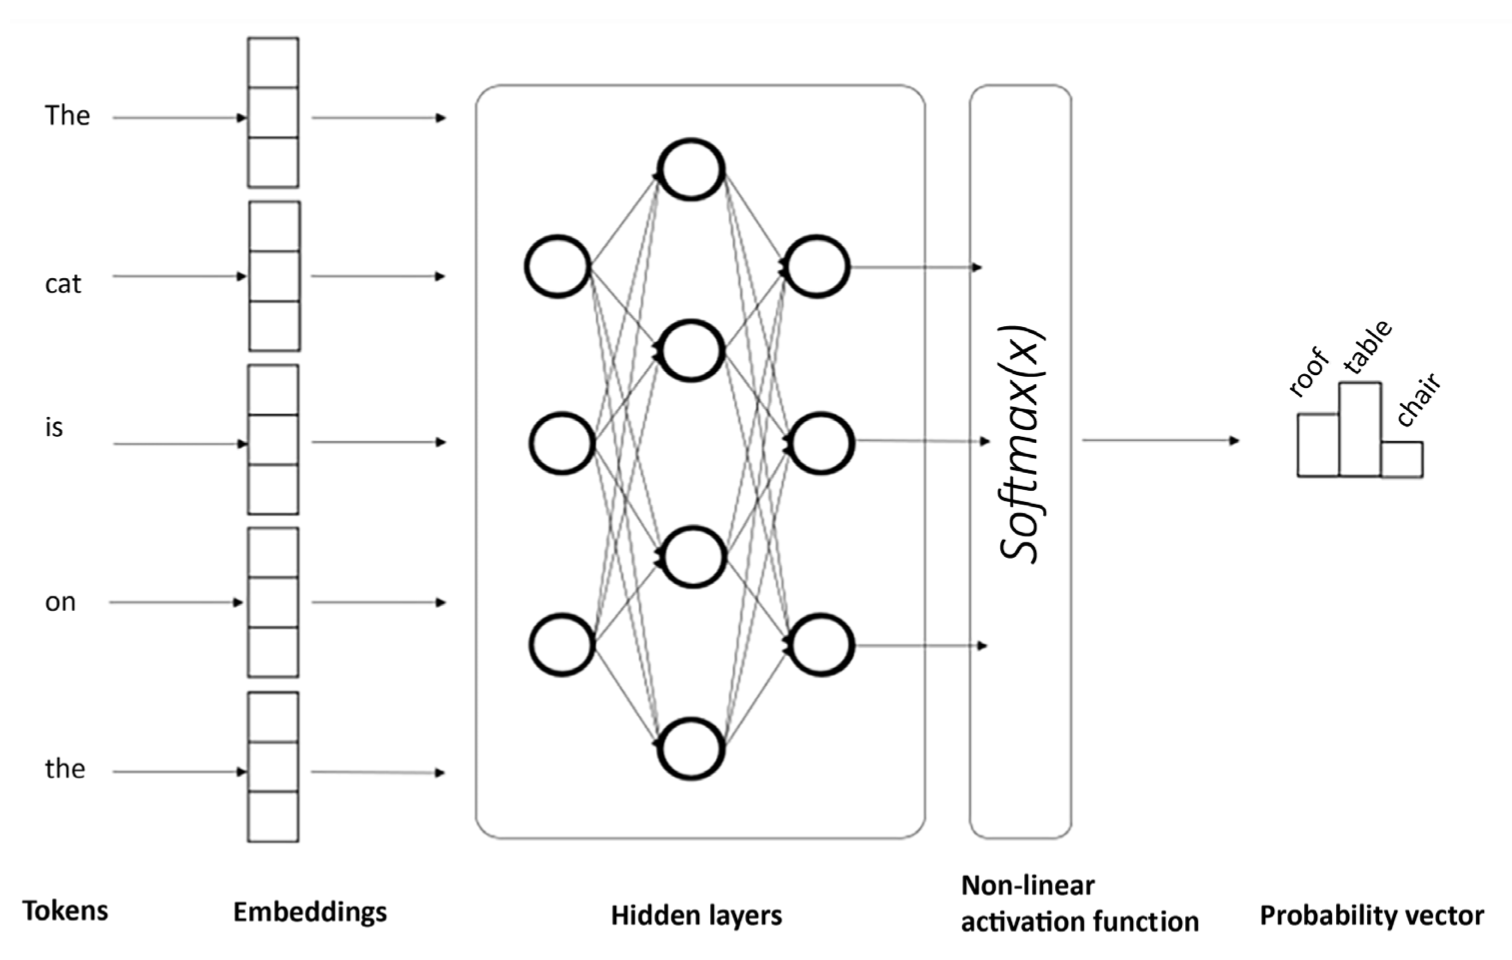 The
cat
is
on
the
Softmax(x)
roof
table
chair
Tokens
Embeddings
Hidden layers
Non-linear
activation function
Probability vector